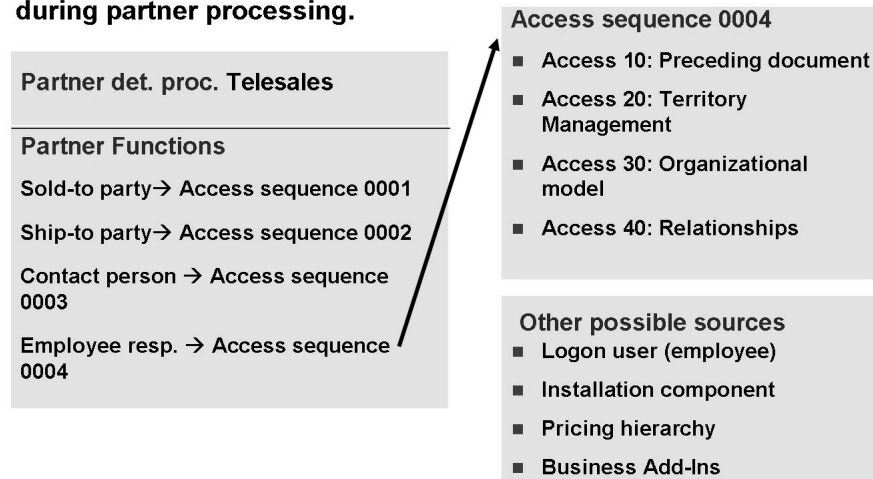 during partner processing.
Partner det. proc. Telesales
Partner Functions
Sold-to party→ Access sequence 0001
Ship-to party→ Access sequence 0002
Contact person → Access sequence
0003
Employee resp. → Access sequence
0004
Access sequence 0004
■ Access 10: Preceding document
■ Access 20: Territory
Management
■ Access 30: Organizational
model
■ Access 40: Relationships
Other possible sources
■ Logon user (employee)
■ Installation component
■ Pricing hierarchy
■ Business Add-Ins